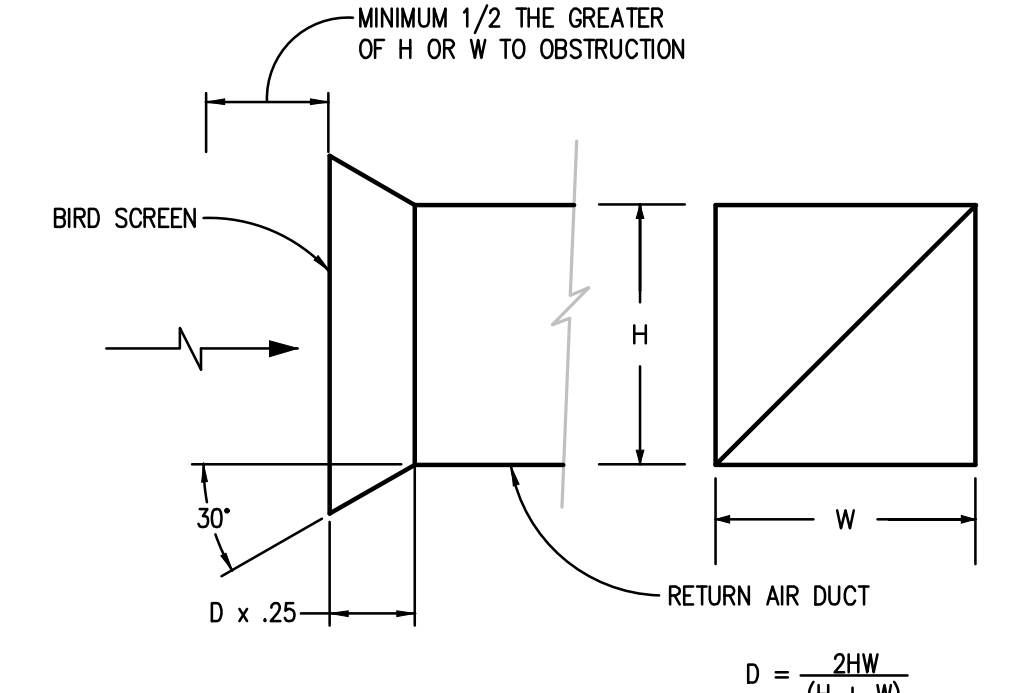 MINIMUM 1/2 THE GREATER
OF H OR W TO OBSTRUCTION
BIRD SCREEN
H
30°
W
D x .25
RETURN AIR DUCT
D = 2HW
(H + W)